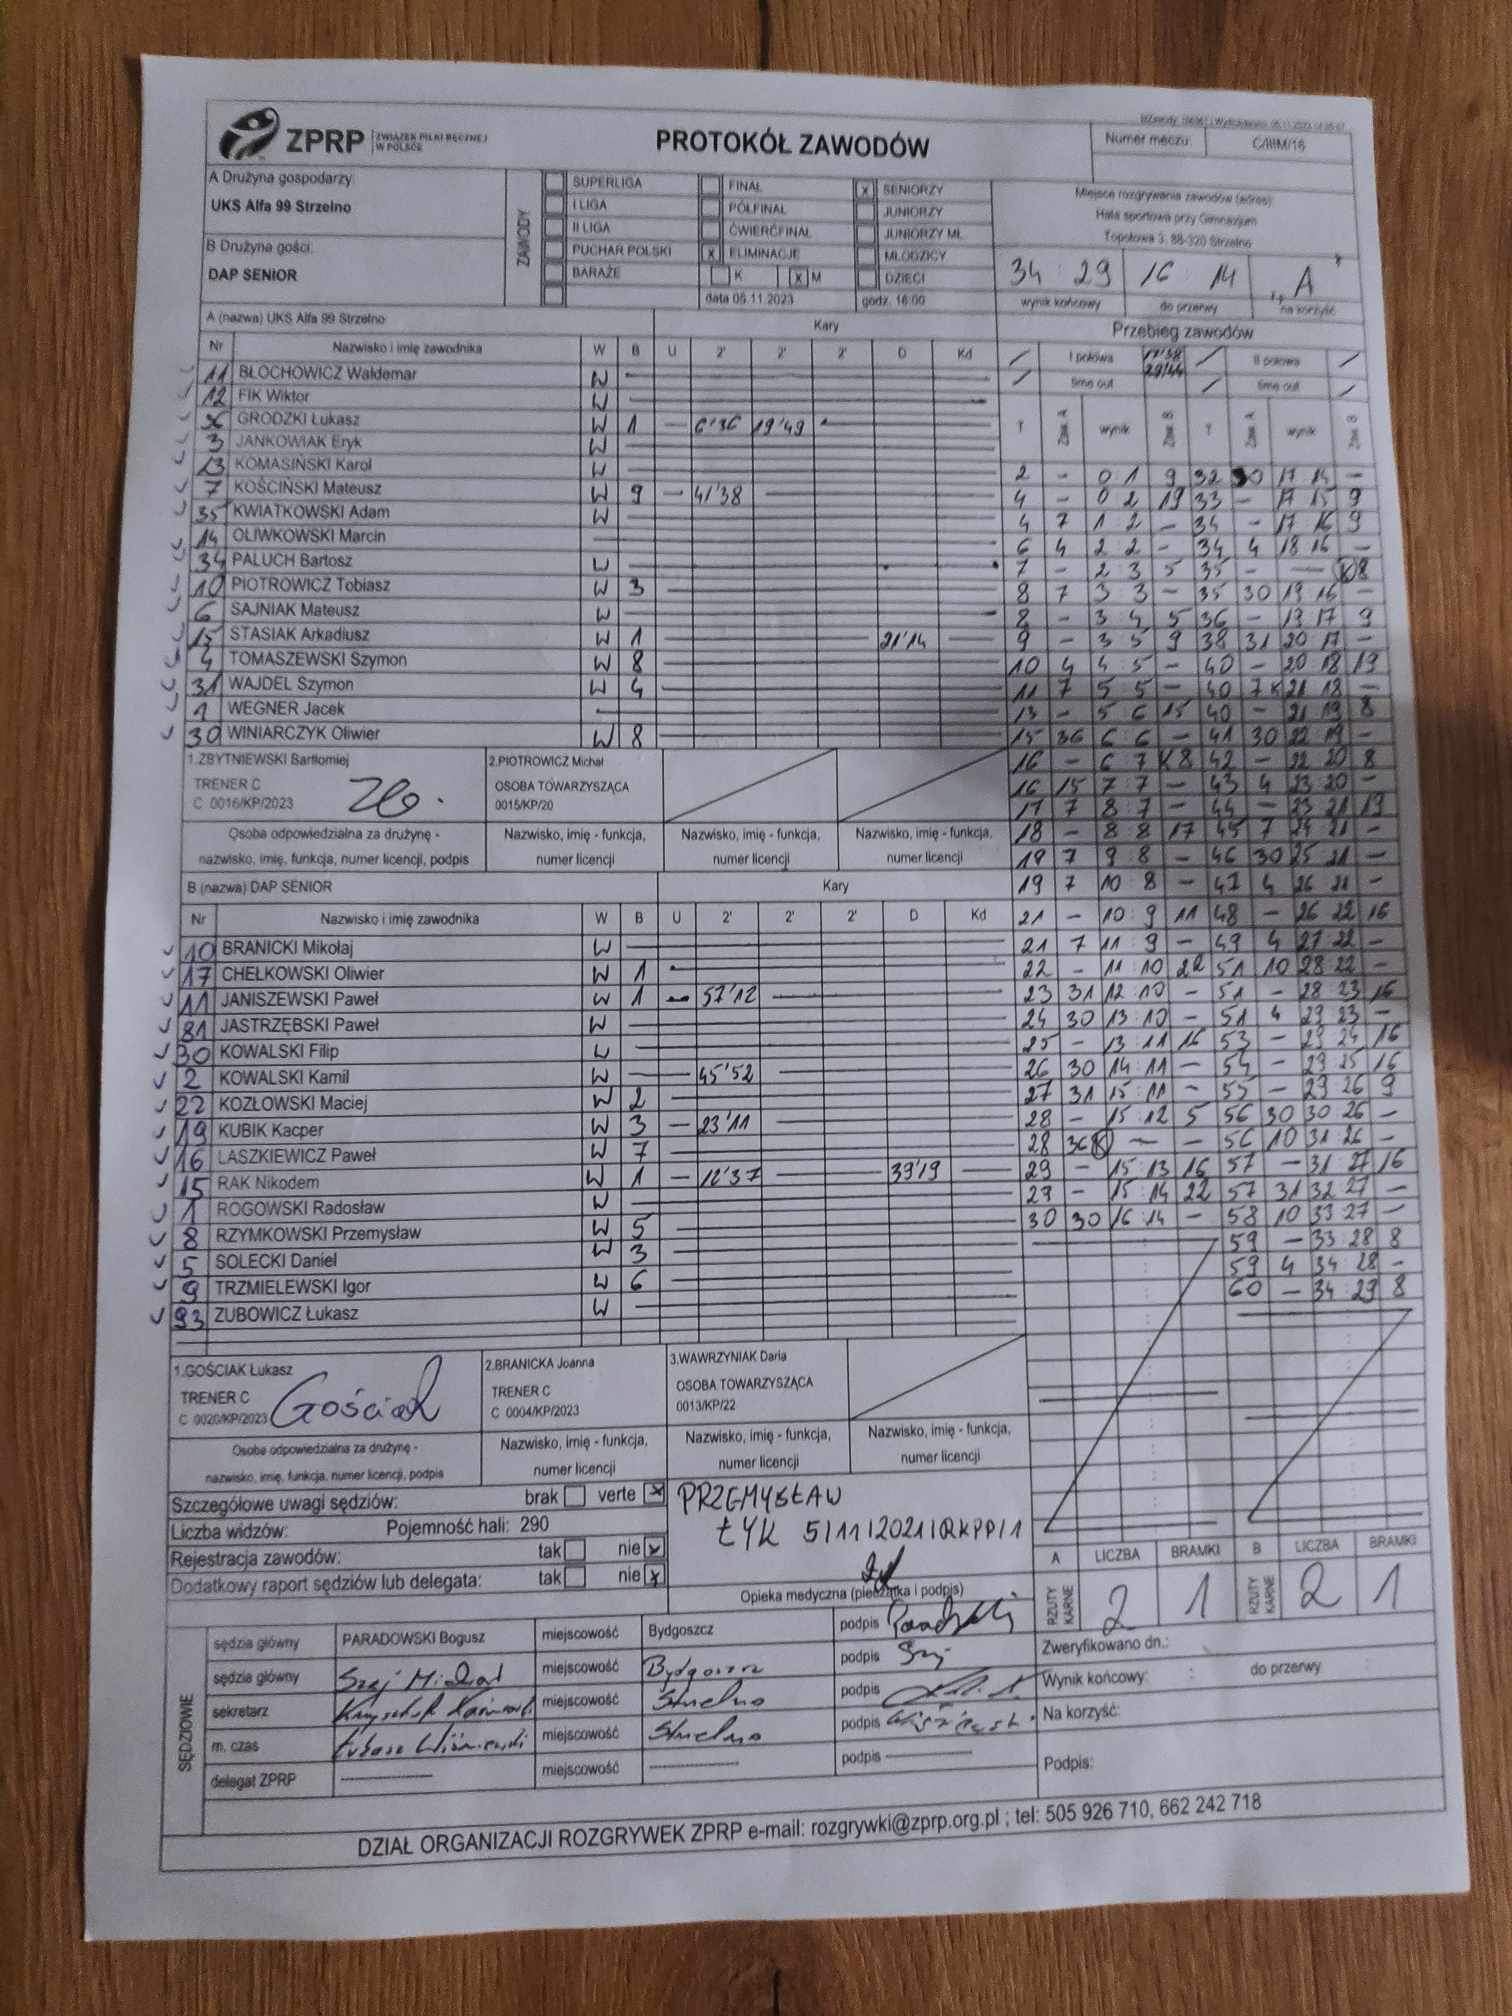 ZPRP ZWIĄZEK PIŁKI RĘCZNEJ W POLSCE
PROTOKÓŁ ZAWODÓW
Numer meczu: C/IIIM/16
A Drużyna gospodarzy:
UKS Alfa 99 Strzelno
B Drużyna gości:
DAP SENIOR
ZAWODY
SUPERLIGA
I LIGA
II LIGA
PUCHAR POLSKI
BARAŻE
FINAŁ
PÓŁFINAŁ
ĆWIERĆFINAŁ
x ELIMINACJE
K x M
data 05.11.2023
x SENIORZY
JUNIORZY
JUNIORZY MŁ.
MŁODZICY
DZIECI
godz. 16:00
Miejsce rozgrywania zawodów (adres):
Hala sportowa przy Gimnazjum
Topolowa 3, 88-320 Strzelno
34 : 29 16 : 14 A
wynik końcowy do przerwy na korzyść
A (nazwa) UKS Alfa 99 Strzelno Kary
Nr Nazwisko i imię zawodnika W B U 2' 2' 2' D Kd
11 BŁOCHOWICZ Waldemar W
12 FIK Wiktor W
36 GRODZKI Łukasz W 1 6'36 19'49
3 JANKOWIAK Eryk W
23 KOMASIŃSKI Karol W
7 KOŚCIŃSKI Mateusz W 9 41'38
35 KWIATKOWSKI Adam W
14 OLIWKOWSKI Marcin
34 PALUCH Bartosz W
10 PIOTROWICZ Tobiasz W 3
6 SAJNIAK Mateusz W
15 STASIAK Arkadiusz W 1 21'14
4 TOMASZEWSKI Szymon W 8
31 WAJDEL Szymon W 4
1 WEGNER Jacek
30 WINIARCZYK Oliwier W 8
1.ZBYTNIEWSKI Bartłomiej
TRENER C
C 0016/KP/2023
2.PIOTROWICZ Michał
OSOBA TOWARZYSZĄCA
0015/KP/20
Osoba odpowiedzialna za drużynę -
nazwisko, imię, funkcja, numer licencji, podpis
Nazwisko, imię - funkcja,
numer licencji
Nazwisko, imię - funkcja,
numer licencji
Nazwisko, imię - funkcja,
numer licencji
B (nazwa) DAP SENIOR Kary
Nr Nazwisko i imię zawodnika W B U 2' 2' 2' D Kd
10 BRANICKI Mikołaj W
17 CHEŁKOWSKI Oliwier W 1
11 JANISZEWSKI Paweł W 1 57'12
81 JASTRZĘBSKI Paweł W
30 KOWALSKI Filip W
2 KOWALSKI Kamil W 45'52
22 KOZŁOWSKI Maciej W 2
19 KUBIK Kacper W 3 23'11
16 LASZKIEWICZ Paweł W 7
15 RAK Nikodem W 1 12'37 39'19
1 ROGOWSKI Radosław W
8 RZYMKOWSKI Przemysław W 5
5 SOLECKI Daniel W 3
9 TRZMIELEWSKI Igor W 6
93 ZUBOWICZ Łukasz W
1.GOŚCIAK Łukasz
TRENER C
C 0020/KP/2023
Gościak
2.BRANICKA Joanna
TRENER C
C 0004/KP/2023
3.WAWRZYNIAK Daria
OSOBA TOWARZYSZĄCA
0013/KP/22
Osoba odpowiedzialna za drużynę -
nazwisko, imię, funkcja, numer licencji, podpis
Nazwisko, imię - funkcja,
numer licencji
Nazwisko, imię - funkcja,
numer licencji
Nazwisko, imię - funkcja,
numer licencji
Przebieg zawodów
I połowa 17'38 II połowa
time out 29'44 time out
T Zaw. A wynik Zaw. B T Zaw. A wynik Zaw. B
2 - 0 1 9 32 30 17 14 -
4 - 0 2 19 33 - 17 15 9
4 7 1 2 - 34 - 17 16 9
6 4 2 2 - 34 4 18 16 -
7 - 2 3 5 35 - - K 8
8 7 3 3 - 35 30 19 16 -
8 - 3 4 5 36 - 19 17 9
9 - 3 5 9 38 31 20 17 -
10 4 4 5 - 40 - 20 18 19
11 7 5 5 - 40 7 K 21 18 -
13 - 5 6 15 40 - 21 19 8
15 36 6 6 - 41 30 22 19 -
16 - 6 7 K8 42 - 22 20 8
16 15 7 7 - 43 4 23 20 -
17 7 8 7 - 44 - 23 21 19
18 - 8 8 17 45 7 24 21 -
19 7 9 8 - 46 30 25 21 -
19 7 10 8 - 47 4 26 21 -
21 - 10 9 11 48 - 26 22 16
21 7 11 9 - 49 4 27 22 -
22 - 11 10 22 51 10 28 22 -
23 31 12 10 - 51 - 28 23 16
24 30 13 10 - 51 4 29 23 -
25 - 13 11 16 53 - 29 24 16
26 30 14 11 - 54 - 29 25 16
27 31 15 11 - 55 - 29 26 9
28 - 15 12 5 56 30 30 26 -
28 36 K - - 56 10 31 26 -
29 - 15 13 16 57 - 31 27 16
29 - 15 14 22 57 31 32 27 -
30 30 16 14 - 58 10 33 27 -
59 - 33 28 8
59 4 34 28 -
60 - 34 29 8
Szczegółowe uwagi sędziów: brak verte x
Liczba widzów: Pojemność hali: 290
Rejestracja zawodów: tak nie x
Dodatkowy raport sędziów lub delegata: tak nie x
PRZEMYSŁAW
ŁYK 5/11/2021/RKPP/1
Opieka medyczna (pieczątka i podpis)
A LICZBA BRAMKI B LICZBA BRAMKI
RZUTY KARNE 2 1 RZUTY KARNE 2 1
SĘDZIOWIE
sędzia główny PARADOWSKI Bogusz miejscowość Bydgoszcz podpis
sędzia główny Szej Michał miejscowość Bydgoszcz podpis
sekretarz Krzysztof miejscowość Strzelno podpis
m. czas Łukasz Wiśniewski miejscowość Strzelno podpis
delegat ZPRP miejscowość podpis
Zweryfikowano dn.:
Wynik końcowy: : do przerwy
Na korzyść:
Podpis:
DZIAŁ ORGANIZACJI ROZGRYWEK ZPRP e-mail: rozgrywki@zprp.org.pl ; tel: 505 926 710, 662 242 718